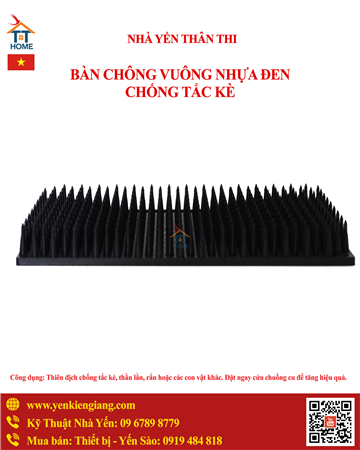 TT
HOME
NHÀ YẾN THÂN THI
BÀN CHÔNG VUÔNG NHỰA ĐEN
CHỐNG TẮC KÈ
Công dụng: Thiên địch chống tắc kè, thằn lằn, rắn hoặc các con vật khác. Đặt ngay cửa chuồng cu để tăng hiệu quả.
www.yenkiengiang.com
Kỹ Thuật Nhà Yến: 09 6789 8779
Mua bán: Thiết bị - Yến Sào: 0919 484 818